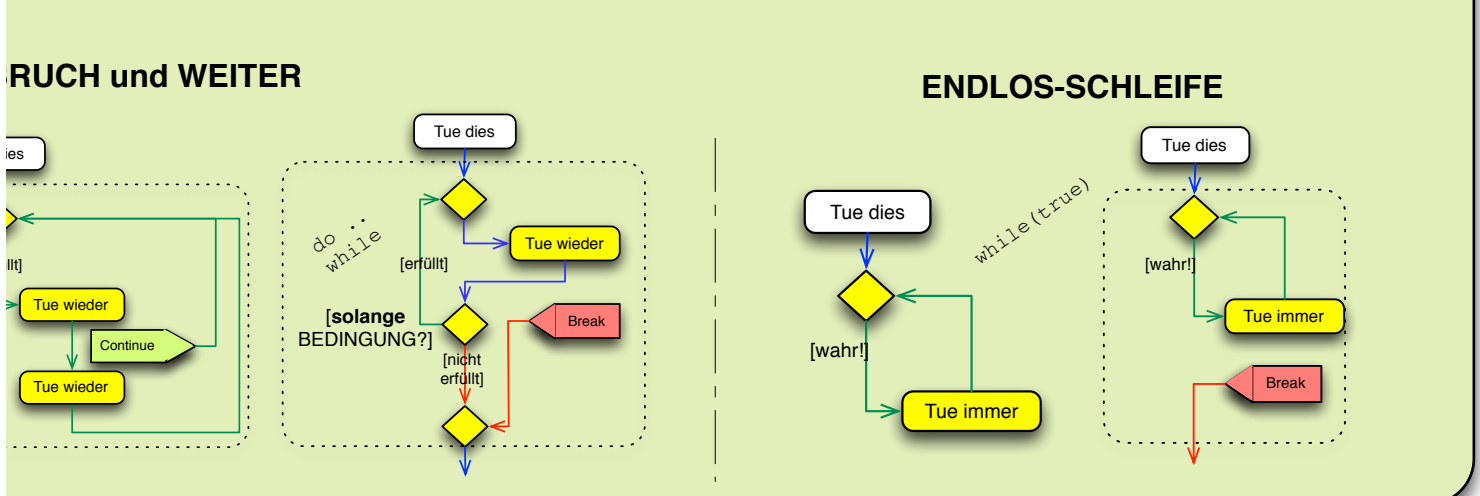 RUCH und WEITER
ies
llt]
Tue wieder
Continue
Tue wieder
Tue dies
do ..
while
[erfüllt]
Tue wieder
[solange
BEDINGUNG?]
Break
[nicht
erfüllt]
ENDLOS-SCHLEIFE
Tue dies
while(true)
[wahr!]
Tue immer
Tue dies
[wahr!]
Tue immer
Break